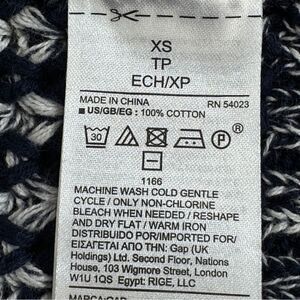 XS
TP
ECH/XP
MADE IN CHINA RN 54023
■ US/GB/EG : 100% COTTON
30 P ®
1166
MACHINE WASH COLD GENTLE
CYCLE / ONLY NON-CHLORINE
BLEACH WHEN NEEDED / RESHAPE
AND DRY FLAT / WARM IRON
DISTRIBUIDO POR/IMPORTED FOR/
ΕΙΣΑΓΕΤΑΙ ΑΠΟ ΤΗΝ: Gap (UK
Holdings) Ltd. Second Floor, Nations
House, 103 Wigmore Street, London
W1U 1QS Egypt: RIGE, LLC
MARCA:GAP